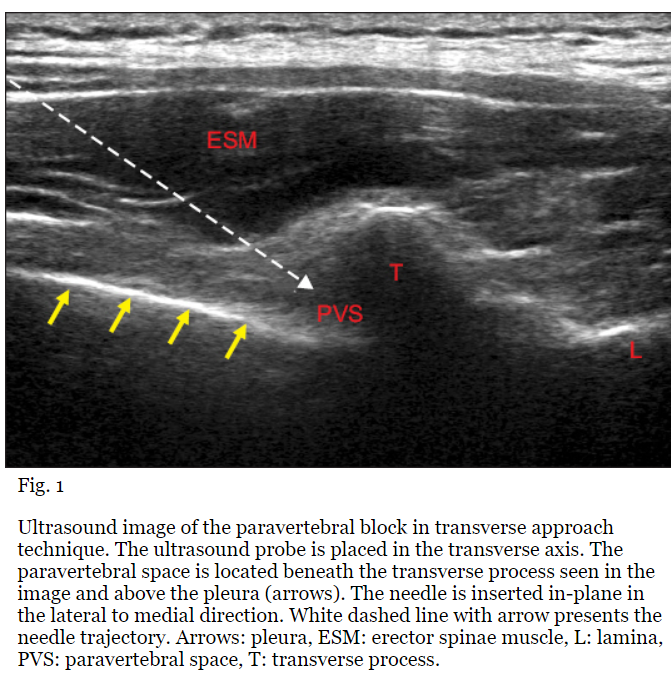 ESM
T
PVS
L
Fig. 1
Ultrasound image of the paravertebral block in transverse approach
technique. The ultrasound probe is placed in the transverse axis. The
paravertebral space is located beneath the transverse process seen in the
image and above the pleura (arrows). The needle is inserted in-plane in
the lateral to medial direction. White dashed line with arrow presents the
needle trajectory. Arrows: pleura, ESM: erector spinae muscle, L: lamina,
PVS: paravertebral space, T: transverse process.